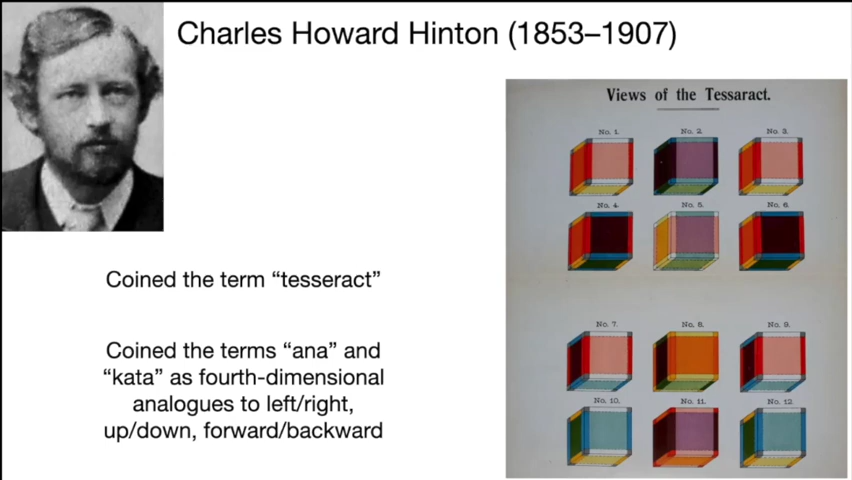 Charles Howard Hinton (1853–1907)
Views of the Tessaract.
No. 1. No. 2. No. 3.
No. 4. No. 5. No. 6.
Coined the term “tesseract”
Coined the terms “ana” and
“kata” as fourth-dimensional
analogues to left/right,
up/down, forward/backward
No. 7. No. 8. No. 9.
No. 10. No. 11. No. 12.